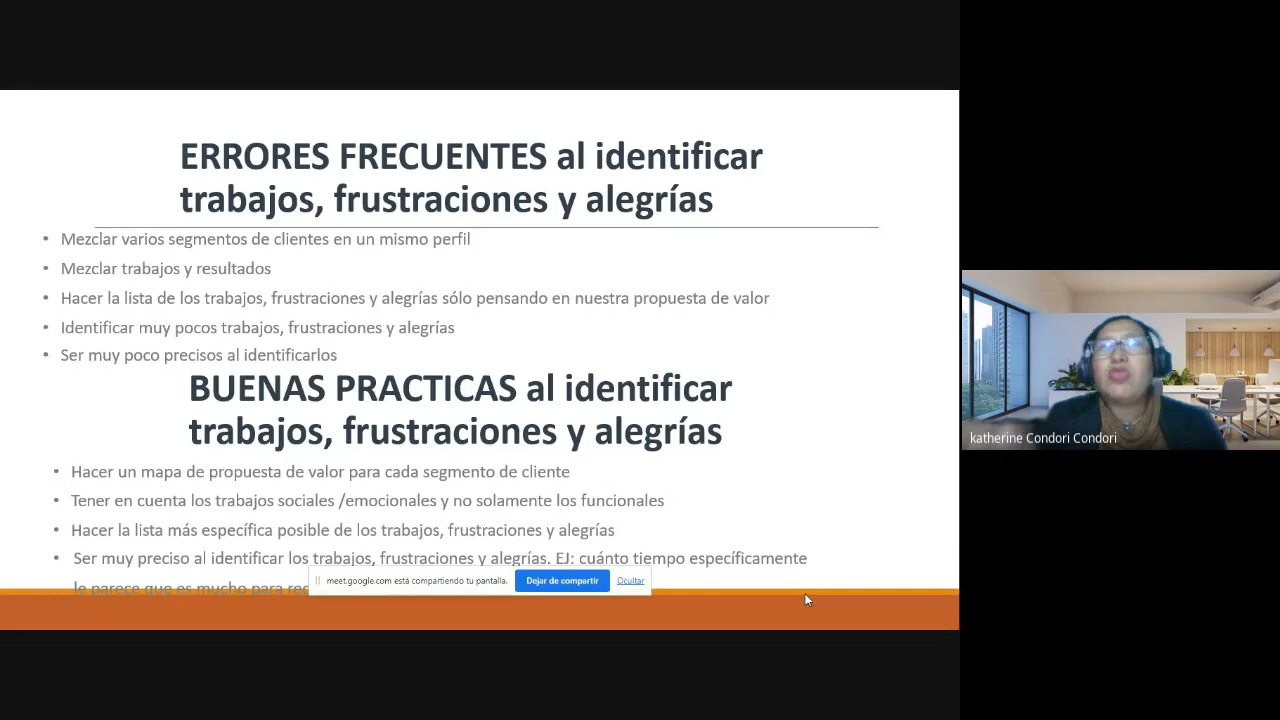 ERRORES FRECUENTES al identificar
trabajos, frustraciones y alegrías
• Mezclar varios segmentos de clientes en un mismo perfil
• Mezclar trabajos y resultados
• Hacer la lista de los trabajos, frustraciones y alegrías sólo pensando en nuestra propuesta de valor
• Identificar muy pocos trabajos, frustraciones y alegrías
• Ser muy poco precisos al identificarlos
BUENAS PRACTICAS al identificar
trabajos, frustraciones y alegrías
• Hacer un mapa de propuesta de valor para cada segmento de cliente
• Tener en cuenta los trabajos sociales /emocionales y no solamente los funcionales
• Hacer la lista más específica posible de los trabajos, frustraciones y alegrías
• Ser muy preciso al identificar los trabajos, frustraciones y alegrías. EJ: cuánto tiempo específicamente
le parece que es mucho para
meet.google.com está compartiendo tu pantalla. Dejar de compartir Ocultar
katherine Condori Condori